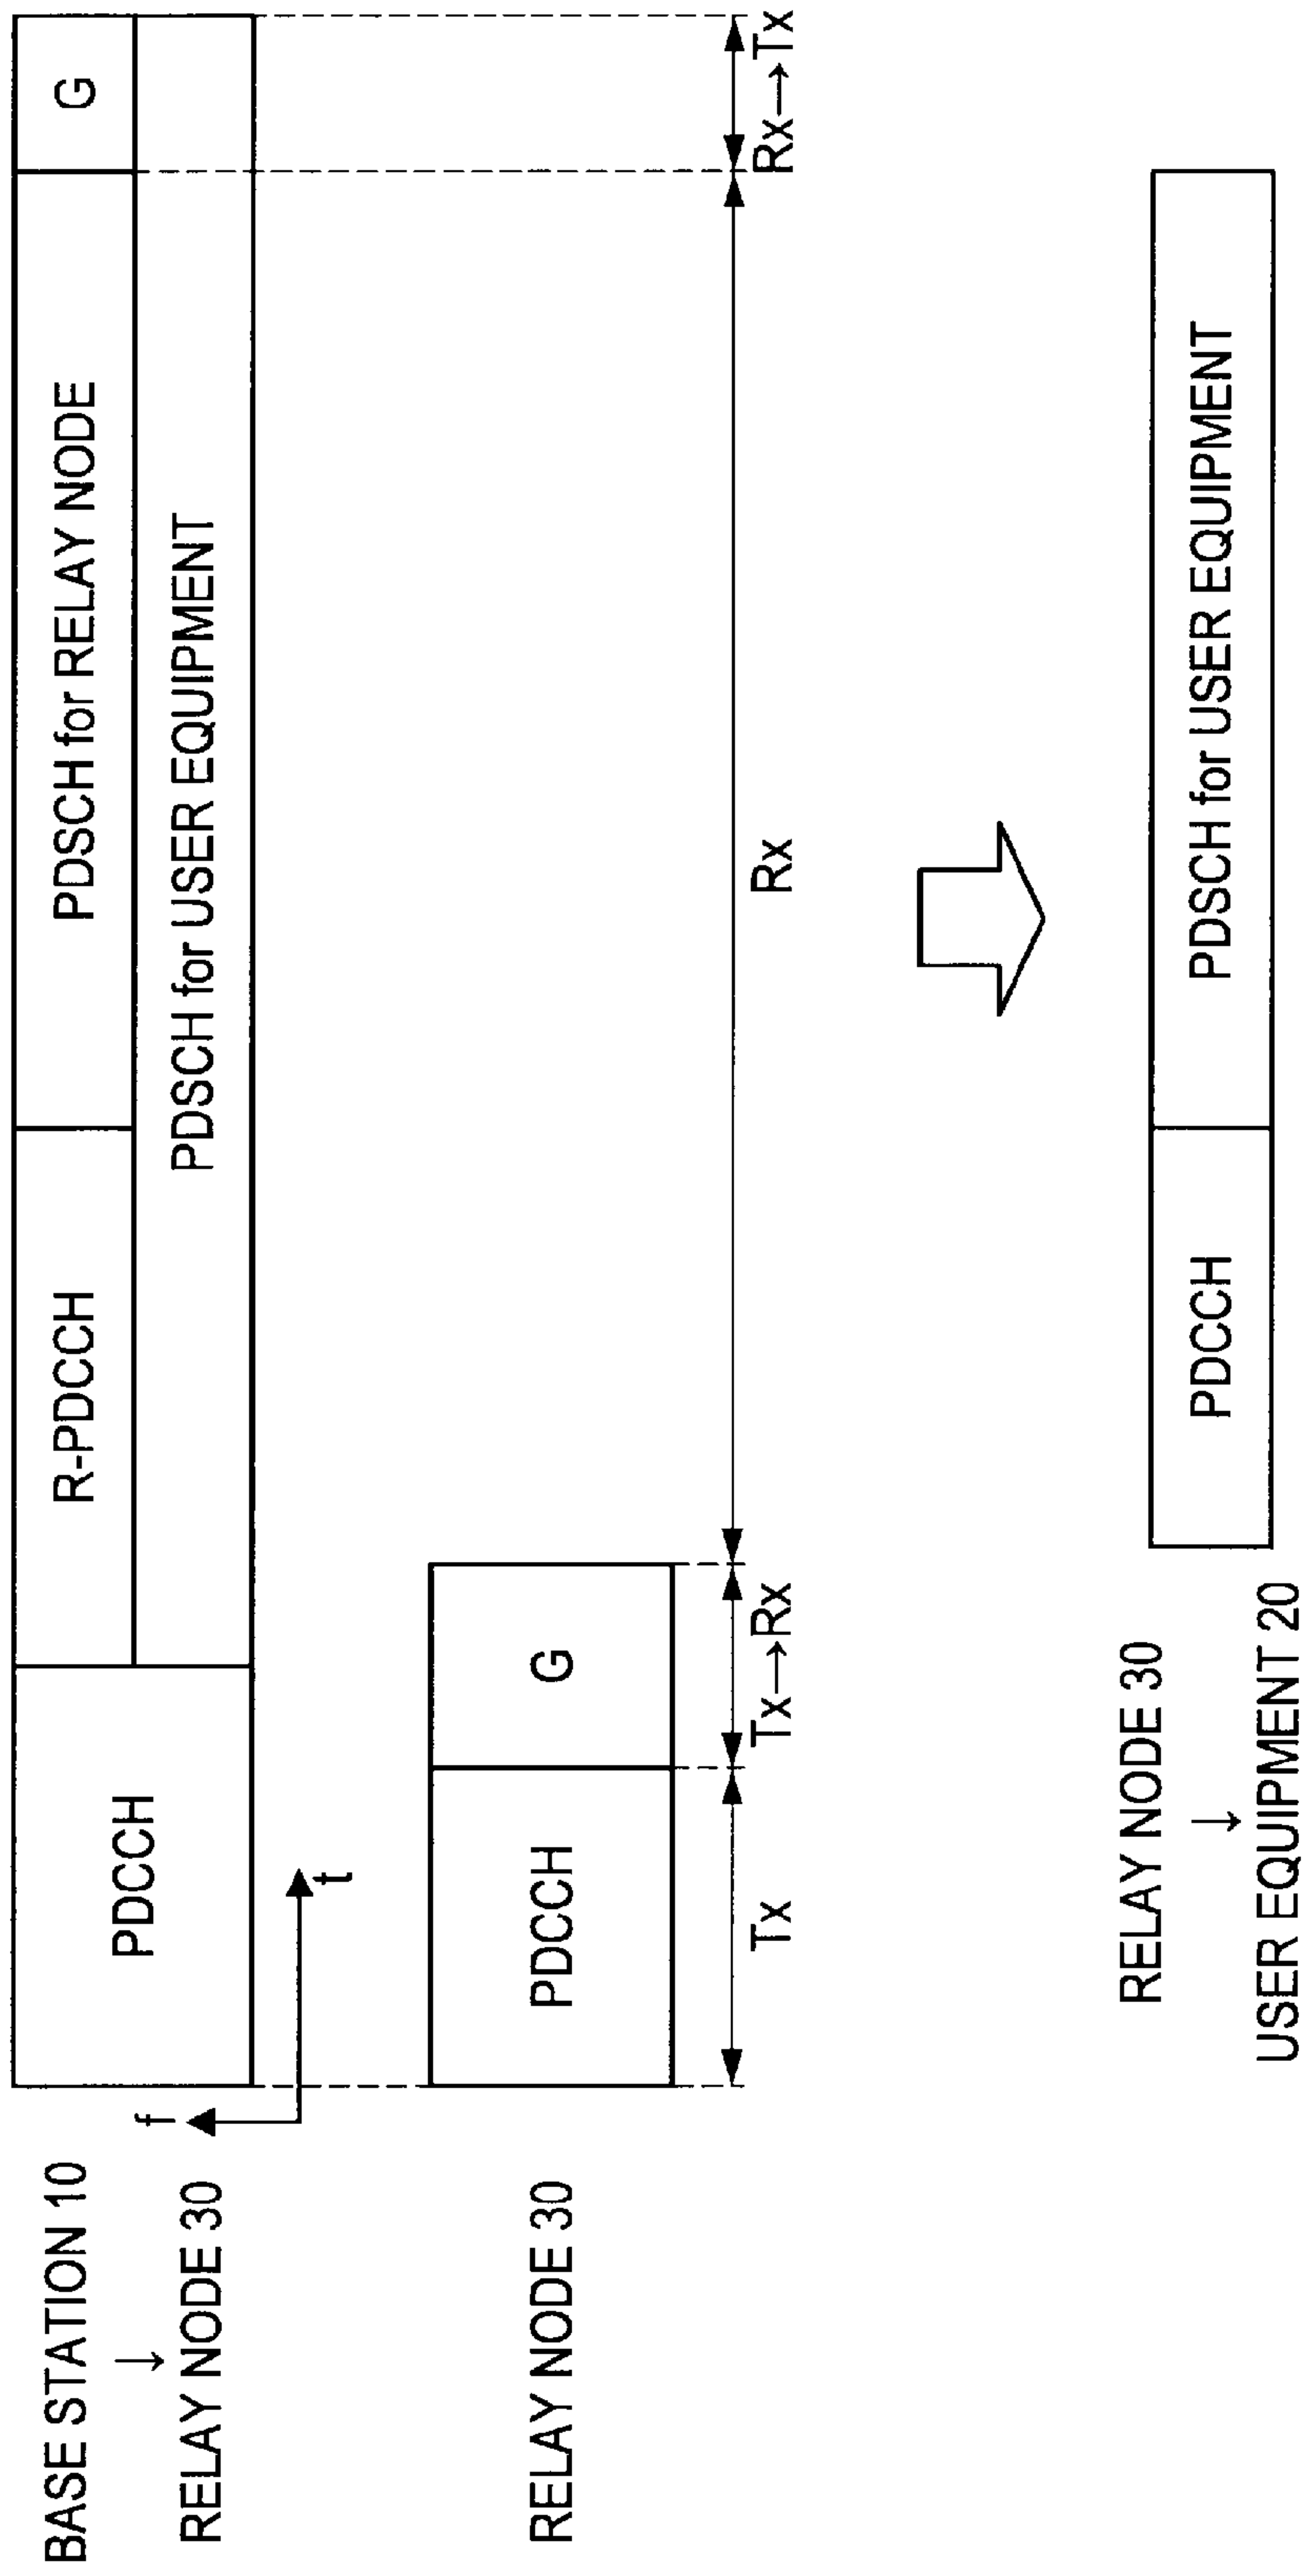 BASE STATION 10
↓
RELAY NODE 30
PDCCH
R-PDCCH
PDSCH for RELAY NODE
G
PDSCH for USER EQUIPMENT
f
t
RELAY NODE 30
PDCCH
G
Tx
Tx→Rx
Rx
Rx→Tx
RELAY NODE 30
↓
USER EQUIPMENT 20
PDCCH
PDSCH for USER EQUIPMENT